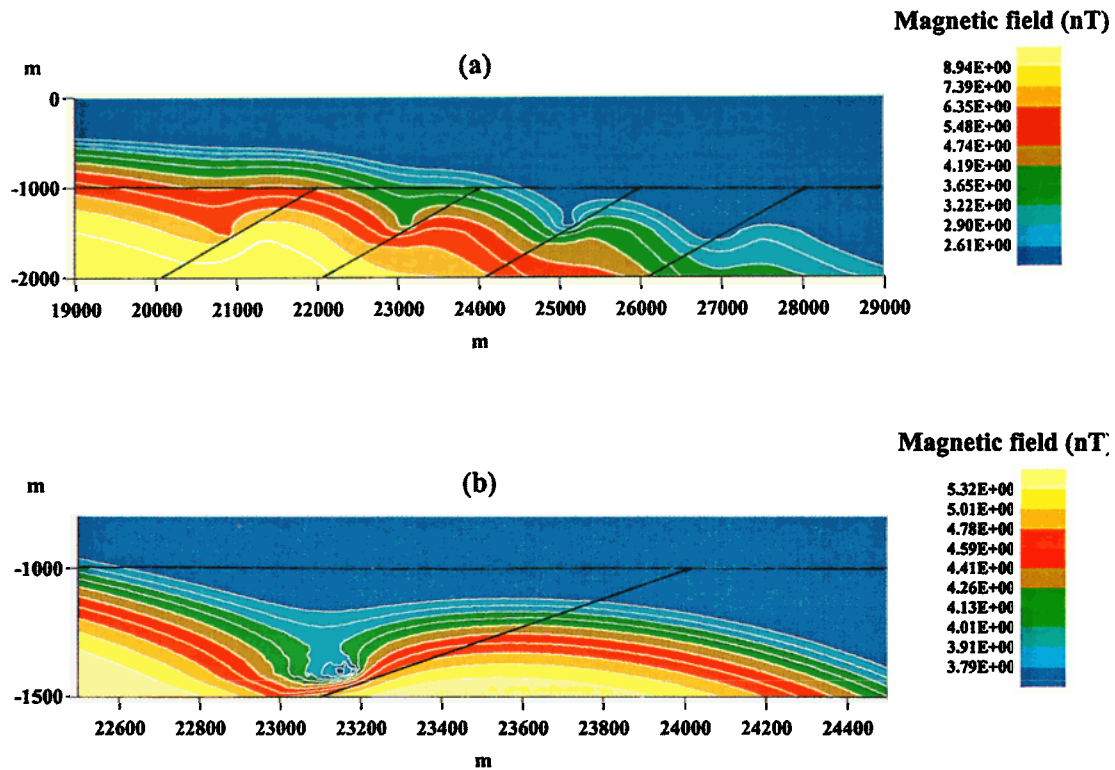 Magnetic field (nT)
(a)
m
8.94E+00
7.39E+00
6.35E+00
5.48E+00
4.74E+00
4.19E+00
3.65E+00
3.22E+00
2.90E+00
2.61E+00
0
-1000
-2000
19000 20000 21000 22000 23000 24000 25000 26000 27000 28000 29000
m
Magnetic field (nT)
(b)
m
5.32E+00
5.01E+00
4.78E+00
4.59E+00
4.41E+00
4.26E+00
4.13E+00
4.01E+00
3.91E+00
3.79E+00
-1000
-1500
22600 22800 23000 23200 23400 23600 23800 24000 24200 24400
m